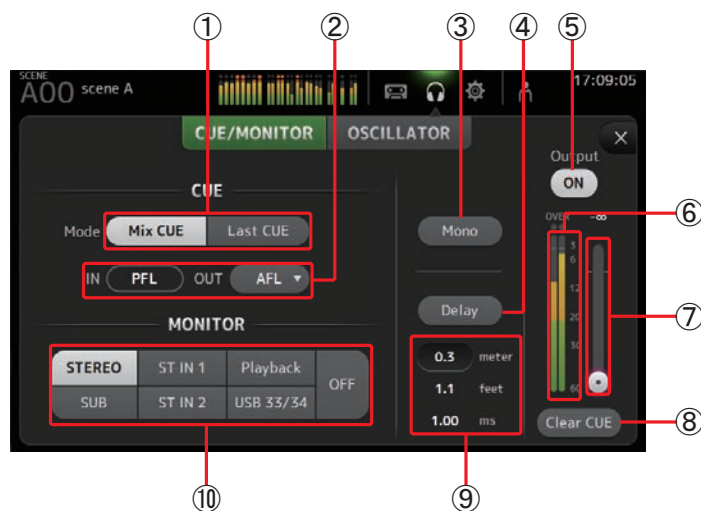 ① ② ③ ④ ⑤
SCENE
A00 scene A
17:09:05
CUE/MONITOR OSCILLATOR
Output
ON
CUE
Mode Mix CUE Last CUE
IN PFL OUT AFL
Mono
OVER -∞
3
6
12
20
30
60
⑥
⑦
Delay
MONITOR
STEREO ST IN 1 Playback OFF
SUB ST IN 2 USB 33/34
0.3 meter
1.1 feet
1.00 ms
Clear CUE
⑧
⑩ ⑨